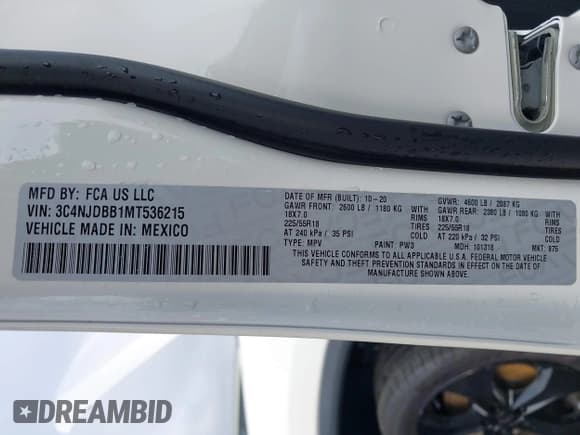 MFD BY: FCA US LLC
VIN: 3C4NJDBB1MT536215
VEHICLE MADE IN: MEXICO
DATE OF MFR (BUILT): 10-20
GAWR FRONT: 2600 LB / 1180 KG
18X7.0 RIMS
225/55R18 TIRES
AT 240 kPa / 35 PSI COLD
TYPE: MPV PAINT: PW3
GVWR: 4600 LB / 2087 KG
GAWR REAR: 2380 LB / 1080 KG
18X7.0 RIMS
225/55R18 TIRES
AT 220 kPa / 32 PSI COLD
MDH: 101318 MKT: 975
THIS VEHICLE CONFORMS TO ALL APPLICABLE U.S.A. FEDERAL MOTOR VEHICLE
SAFETY AND THEFT PREVENTION STANDARDS IN EFFECT ON THE DATE OF
MANUFACTURE SHOWN ABOVE.
DREAMBID